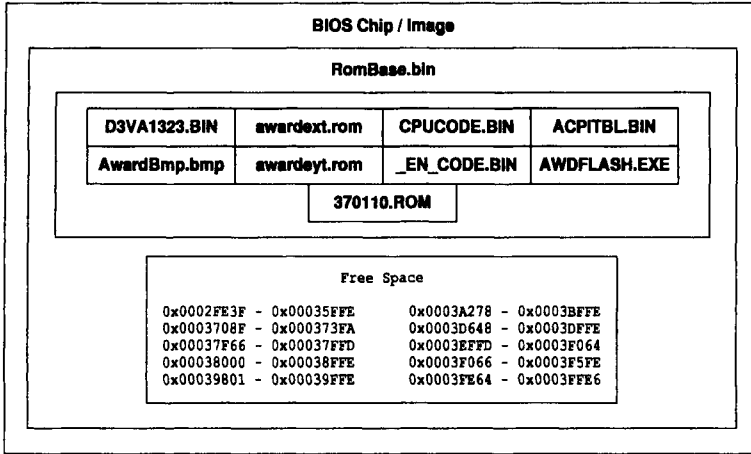 BIOS Chip / Image
RomBase.bin
D3VA1323.BIN awardext.rom CPUCODE.BIN ACPITBL.BIN
AwardBmp.bmp awardeyt.rom _EN_CODE.BIN AWDFLASH.EXE
370110.ROM
Free Space
0x0002FE3F - 0x00035FFE 0x0003A278 - 0x0003BFFE
0x0003708F - 0x000373FA 0x0003D648 - 0x0003DFFE
0x00037F66 - 0x00037FFD 0x0003EFFD - 0x0003F064
0x00038000 - 0x00038FFE 0x0003F066 - 0x0003F5FE
0x00039801 - 0x00039FFE 0x0003FE64 - 0x0003FFE6